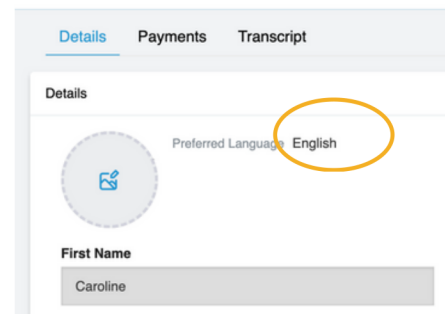 Details Payments Transcript
Details
Preferred Language English
First Name
Caroline